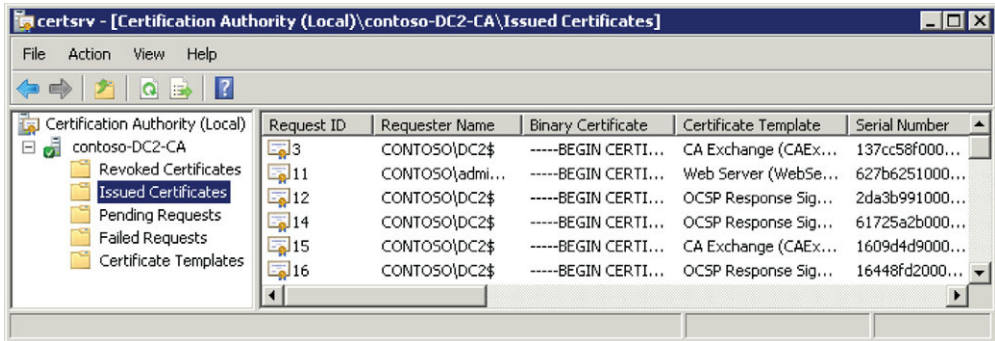 certsrv - [Certification Authority (Local)\contoso-DC2-CA\Issued Certificates]
File Action View Help
Certification Authority (Local)
contoso-DC2-CA
Revoked Certificates
Issued Certificates
Pending Requests
Failed Requests
Certificate Templates
Request ID Requester Name Binary Certificate Certificate Template Serial Number
3 CONTOSO\DC2$ -----BEGIN CERTI... CA Exchange (CAEx... 137cc58f000...
11 CONTOSO\admi... -----BEGIN CERTI... Web Server (WebSe... 627b6251000...
12 CONTOSO\DC2$ -----BEGIN CERTI... OCSP Response Sig... 2da3b991000...
14 CONTOSO\DC2$ -----BEGIN CERTI... OCSP Response Sig... 61725a2b000...
15 CONTOSO\DC2$ -----BEGIN CERTI... CA Exchange (CAEx... 1609d4d9000...
16 CONTOSO\DC2$ -----BEGIN CERTI... OCSP Response Sig... 16448fd2000...